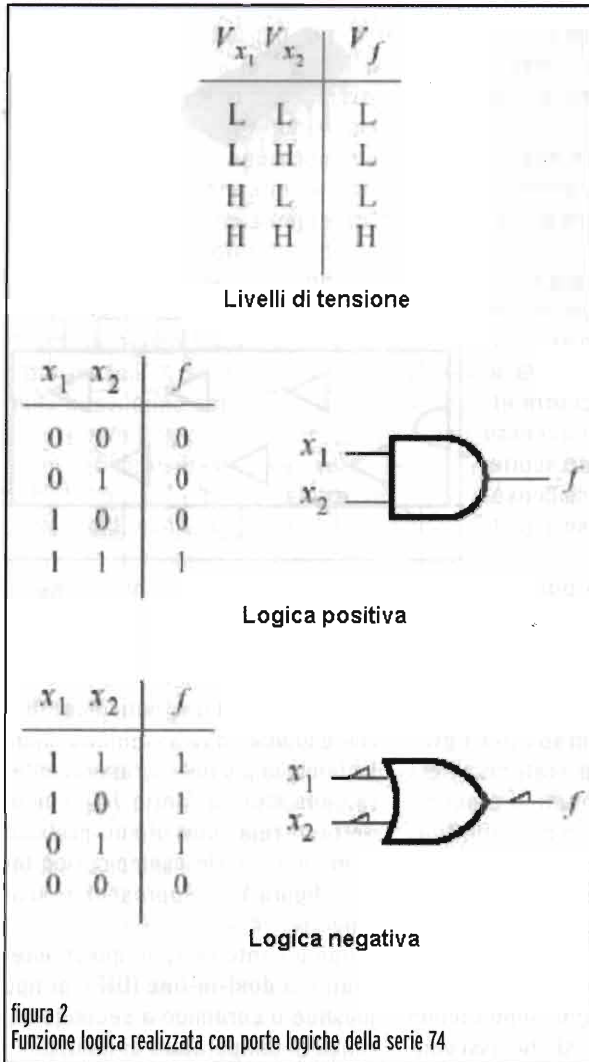 Vx1 Vx2 Vf
L L L
L H L
H L L
H H H
Livelli di tensione
x1 x2 f
0 0 0
0 1 0
1 0 0
1 1 1
x1
x2
f
Logica positiva
x1 x2 f
1 1 1
1 0 1
0 1 1
0 0 0
x1
x2
f
Logica negativa
figura 2
Funzione logica realizzata con porte logiche della serie 74